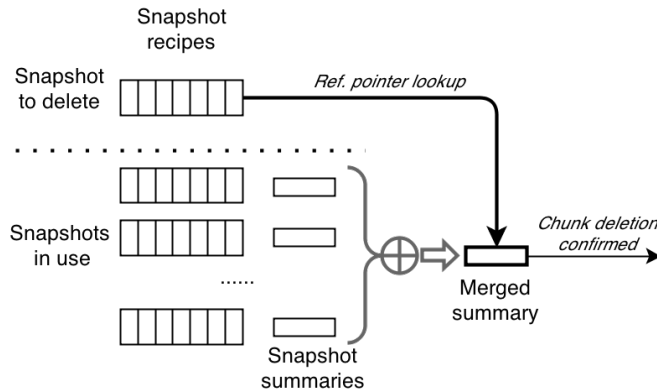 Snapshot
recipes
Snapshot
to delete
Ref. pointer lookup
Snapshots
in use
......
Chunk deletion
confirmed
Merged
summary
Snapshot
summaries